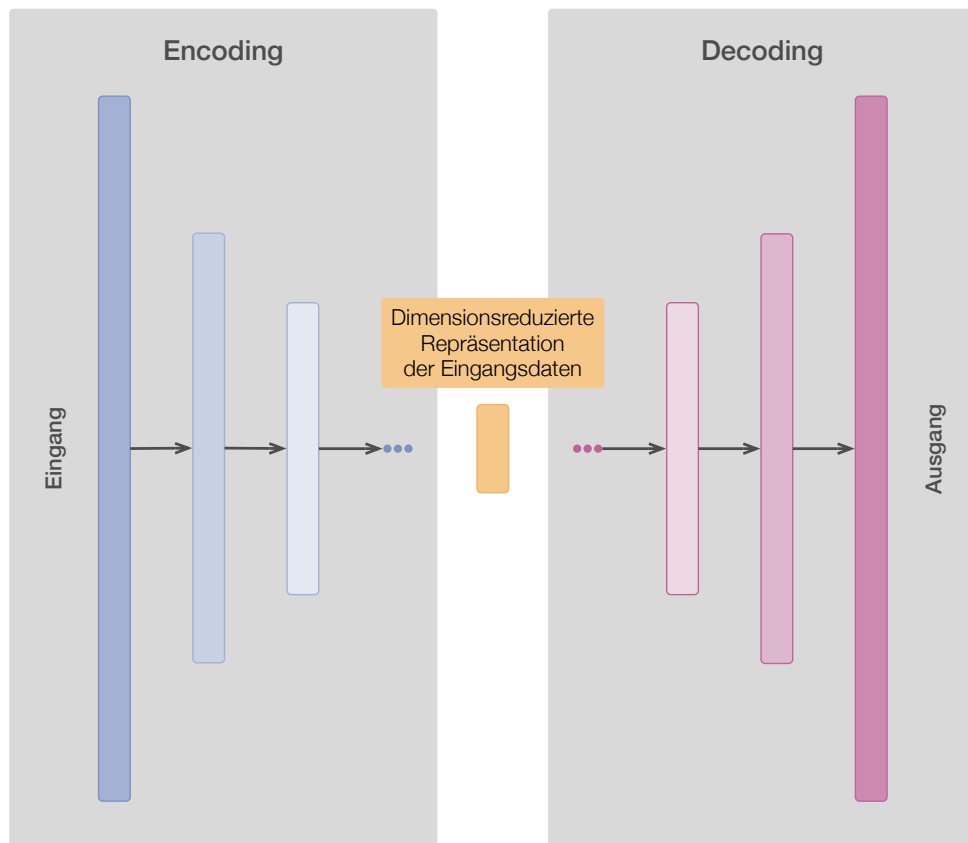 Encoding
Decoding
Dimensionsreduzierte
Repräsentation
der Eingangsdaten
Eingang
Ausgang